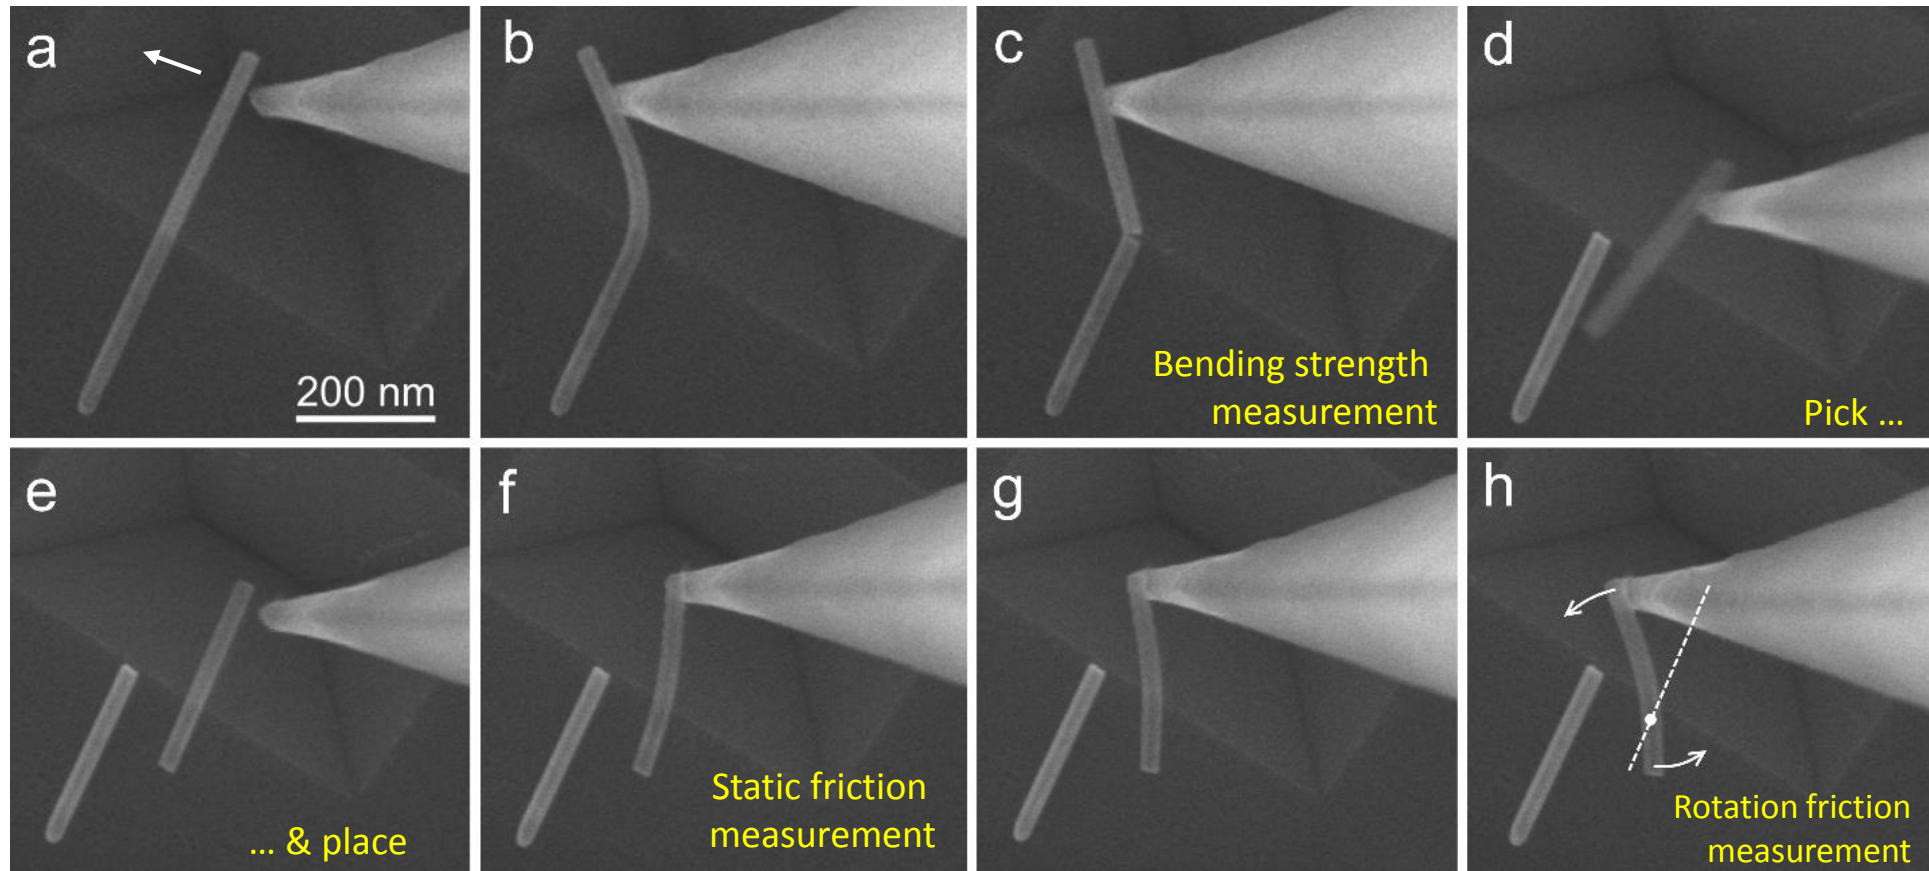 a
b
c
d
200 nm
Bending strength
measurement
Pick ...
e
f
g
h
... & place
Static friction
measurement
Rotation friction
measurement